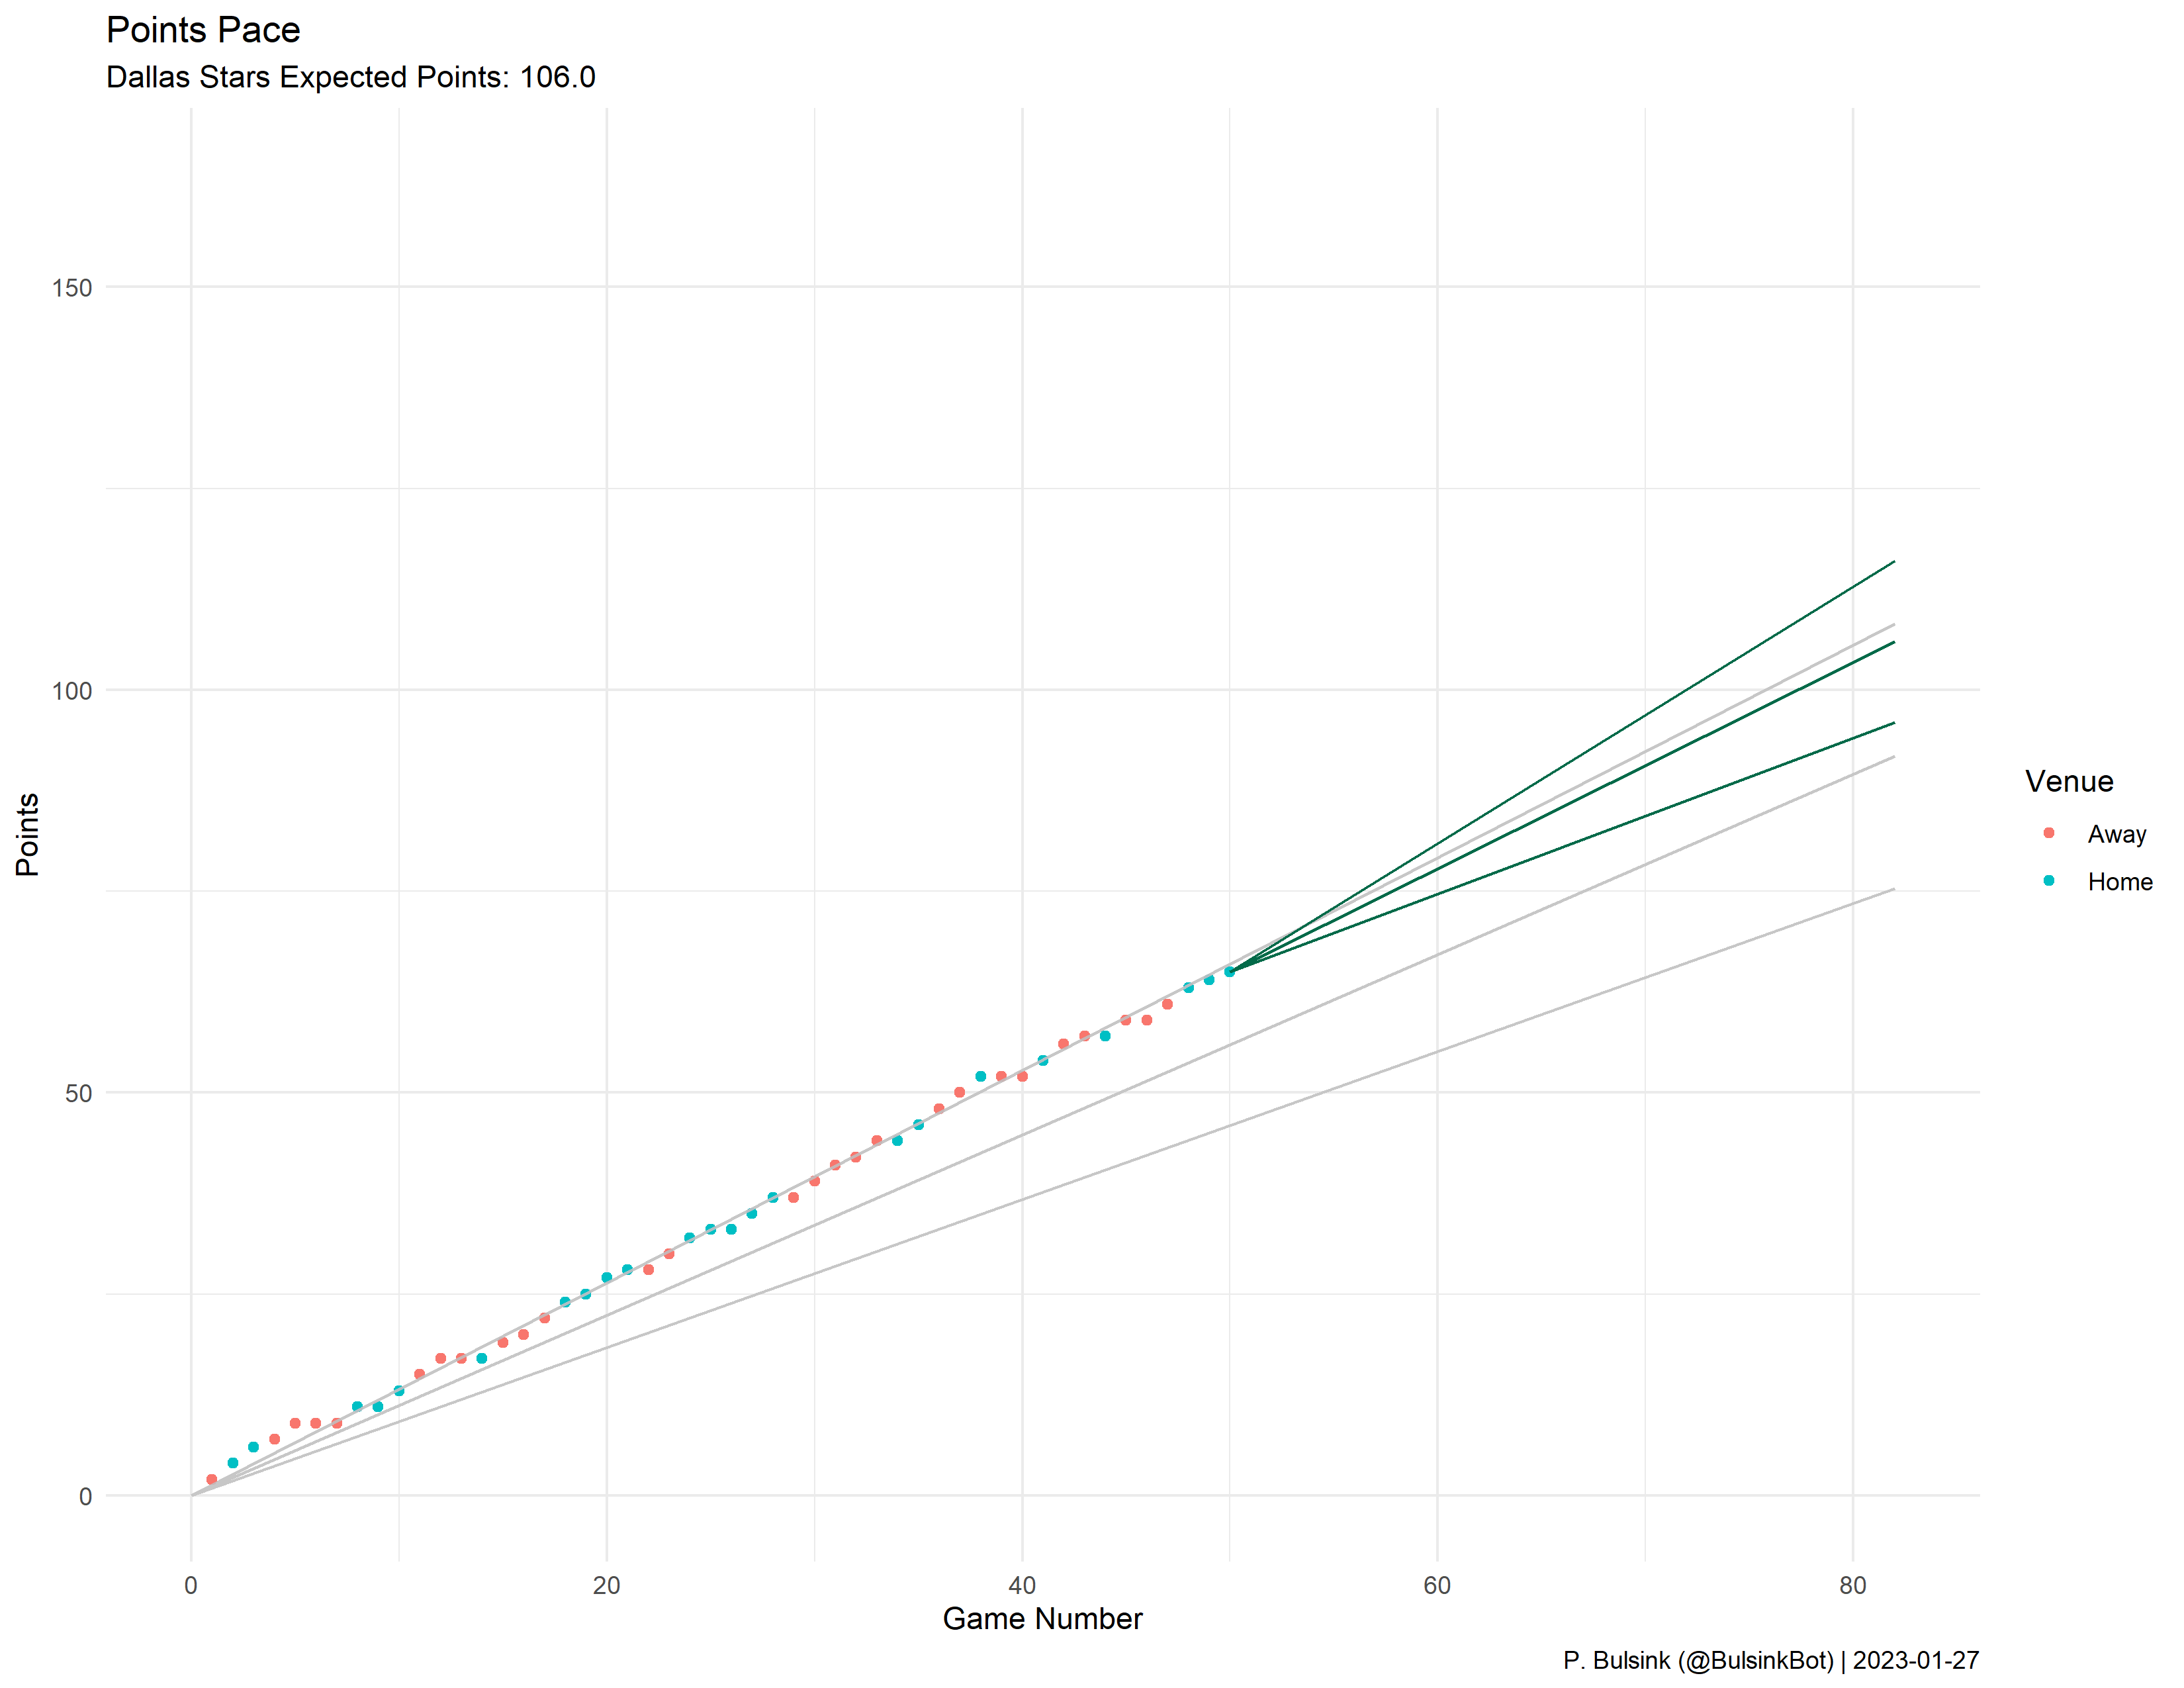 Points Pace
Dallas Stars Expected Points: 106.0
150
100
50
0
Points
0 20 40 60 80
Game Number
Venue
Away
Home
P. Bulsink (@BulsinkBot) | 2023-01-27